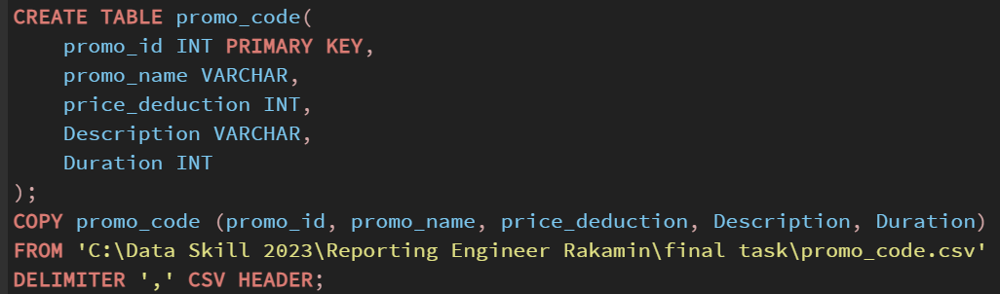 CREATE TABLE promo_code(
    promo_id INT PRIMARY KEY,
    promo_name VARCHAR,
    price_deduction INT,
    Description VARCHAR,
    Duration INT
);
COPY promo_code (promo_id, promo_name, price_deduction, Description, Duration)
FROM 'C:\Data Skill 2023\Reporting Engineer Rakamin\final task\promo_code.csv'
DELIMITER ',' CSV HEADER;